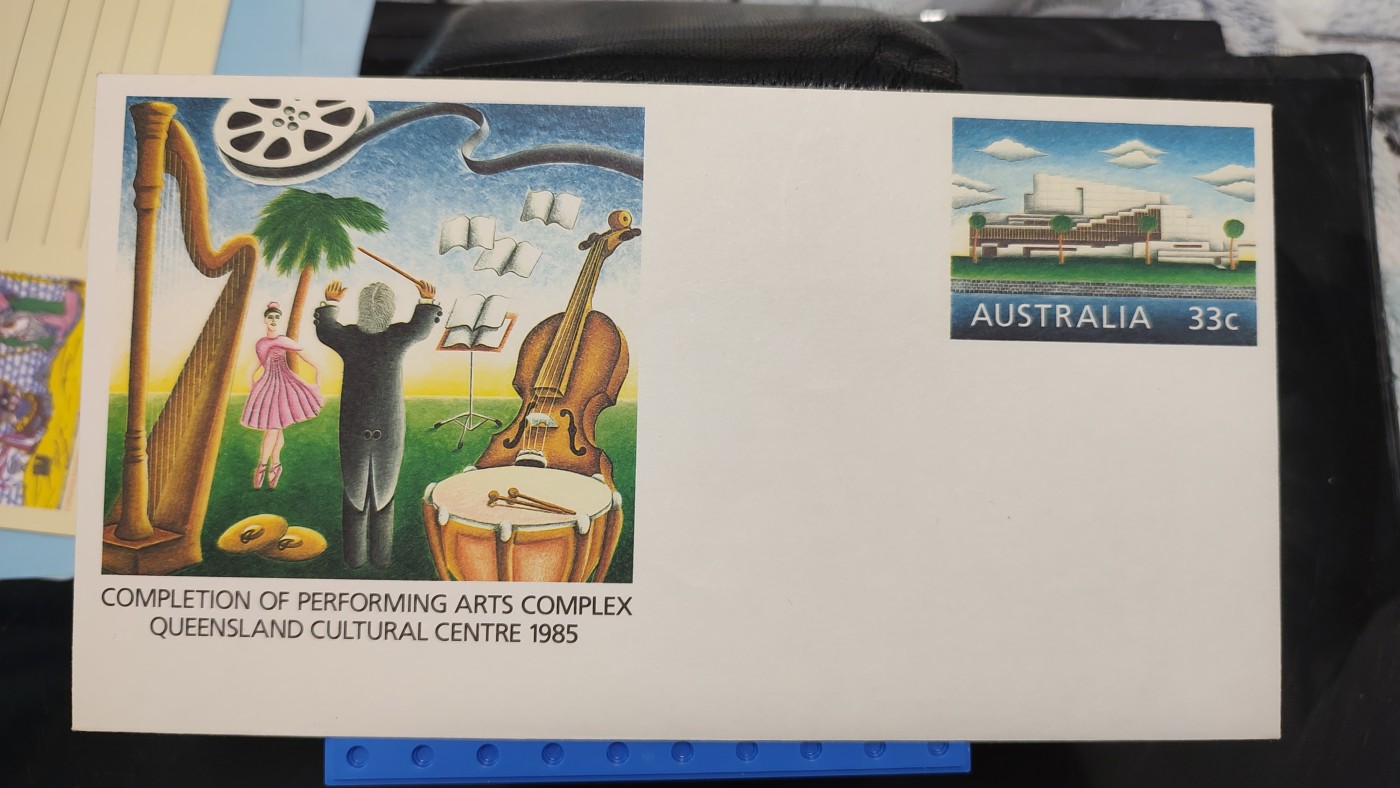 COMPLETION OF PERFORMING ARTS COMPLEX
QUEENSLAND CULTURAL CENTRE 1985
AUSTRALIA 33c